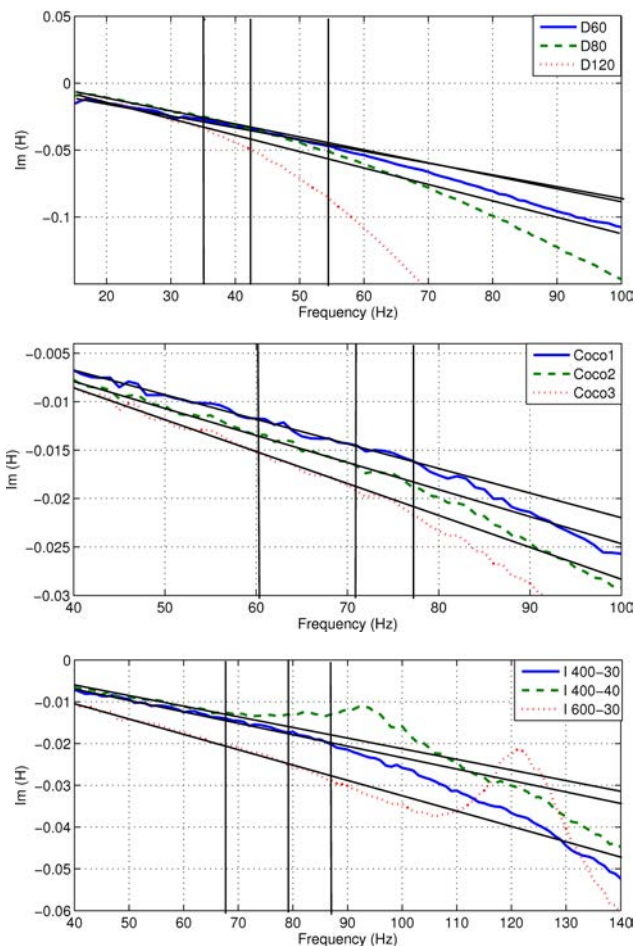 0.05
0
−0.05
−0.1
Im (H)
D60
D80
D120
20 30 40 50 60 70 80 90 100
Frequency (Hz)
−0.005
−0.01
−0.015
−0.02
−0.025
−0.03
Im (H)
Coco1
Coco2
Coco3
40 50 60 70 80 90 100
Frequency (Hz)
0
−0.01
−0.02
−0.03
−0.04
−0.05
−0.06
Im (H)
I 400−30
I 400−40
I 600−30
40 50 60 70 80 90 100 110 120 130 140
Frequency (Hz)